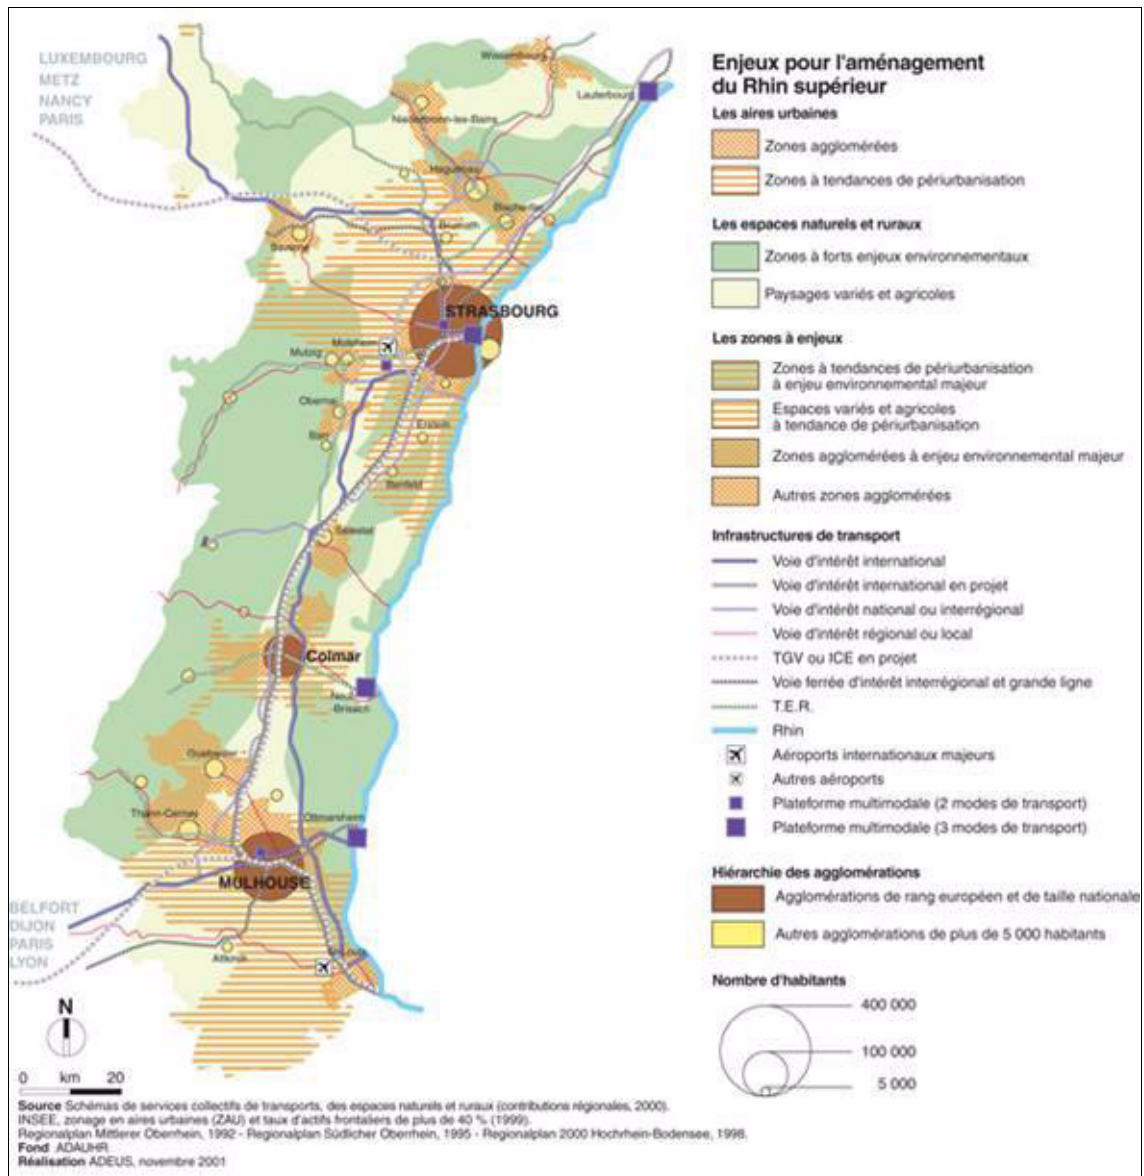 LUXEMBOURG
METZ
NANCY
PARIS
Wissembourg
Lauterbourg
Niederbronn-les-Bains
Haguenau
Saverne
Brumath
STRASBOURG
Molsheim
Mutzig
Obernai
Barr
Erstein
Benfeld
Sélestat
Colmar
Neuf
-Brisach
Guebwiller
Thann-Cernay
Ottmarsheim
MULHOUSE
BELFORT
DIJON
PARIS
LYON
Altkirch
St-Louis
N
0 km 20
Enjeux pour l'aménagement
du Rhin supérieur
Les aires urbaines
Zones agglomérées
Zones à tendances de périurbanisation
Les espaces naturels et ruraux
Zones à forts enjeux environnementaux
Paysages variés et agricoles
Les zones à enjeux
Zones à tendances de périurbanisation
à enjeu environnemental majeur
Espaces variés et agricoles
à tendance de périurbanisation
Zones agglomérées à enjeu environnemental majeur
Autres zones agglomérées
Infrastructures de transport
Voie d'intérêt international
Voie d'intérêt international en projet
Voie d'intérêt national ou interrégional
Voie d'intérêt régional ou local
TGV ou ICE en projet
Voie ferrée d'intérêt interrégional et grande ligne
T.E.R.
Rhin
Aéroports internationaux majeurs
Autres aéroports
Plateforme multimodale (2 modes de transport)
Plateforme multimodale (3 modes de transport)
Hiérarchie des agglomérations
Agglomérations de rang européen et de taille nationale
Autres agglomérations de plus de 5 000 habitants
Nombre d'habitants
400 000
100 000
5 000
Source Schémas de services collectifs de transports, des espaces naturels et ruraux (contributions régionales, 2000).
INSEE, zonage en aires urbaines (ZAU) et taux d'actifs frontaliers de plus de 40 % (1999).
Regionalplan Mittlerer Oberrhein, 1992 - Regionalplan Südlicher Oberrhein, 1995 - Regionalplan 2000 Hochrhein-Bodensee, 1998.
Fond ADAUHR
Réalisation ADEUS, novembre 2001